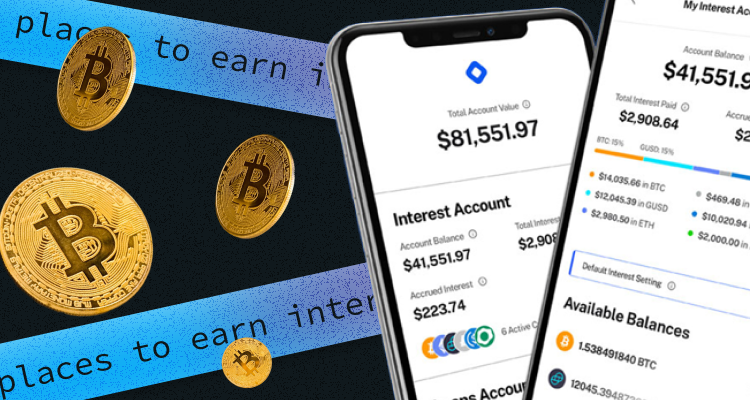 places to earn
places to earn
Total Account Value
$81,551.97
Interest Account
Account Balance
$41,551.97
Total Interest
$2,908
Accrued Interest
$223.74
6 Active
Account
My Interest
Account Balance
$41,551.9
Total Interest Paid
$2,908.64
BTC: 15%
GUSD: 15%
$14,035.66 in BTC
$12,045.39 in GUSD
$2,980.50 in ETH
$469.48 in
$10,020.94
$2,000.00 in
Default Interest Setting
Available Balances
1.538491840 BTC